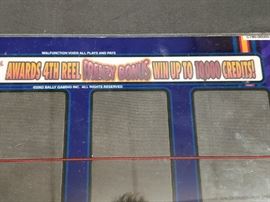 MALFUNCTION VOIDS ALL PLAYS AND PAYS
AWARDS 4TH REEL MONEY BONUS WIN UP TO 10,000 CREDITS!
©2002 BALLY GAMING INC. ALL RIGHTS RESERVED